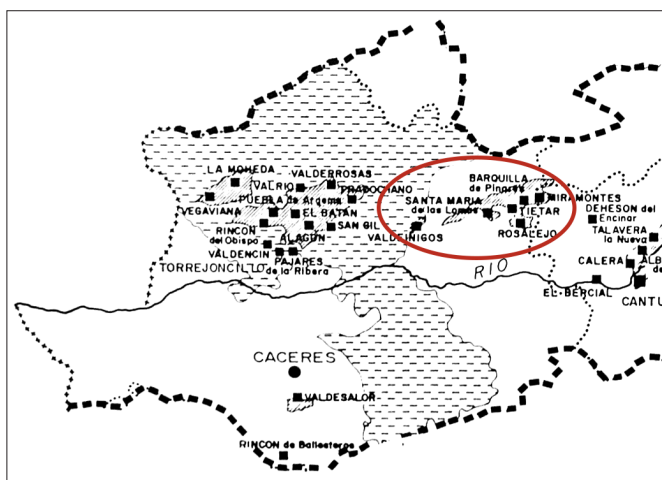 LA MOHEDA
VALDERROSAS
VALRIO
PRADOCHANO
PUEBLA de Argeme
VEGAVIANA
EL BATAN
RINCON
del Obispo
ALAGON
SAN GIL
VALDENCIN
PAJARES
de la Ribera
TORREJONCILLO
BARQUILLA
de Pinares
SANTA MARIA
de las Lomas
MIRAMONTES
TIETAR
ROSALEJO
VALDEIÑIGOS
DEHESON del
Encinar
TALAVERA
la Nueva
CALERA
ALB
de
RIO
EL BERCIAL
CANTU
CACERES
VALDESALOR
RINCON de Ballesteros